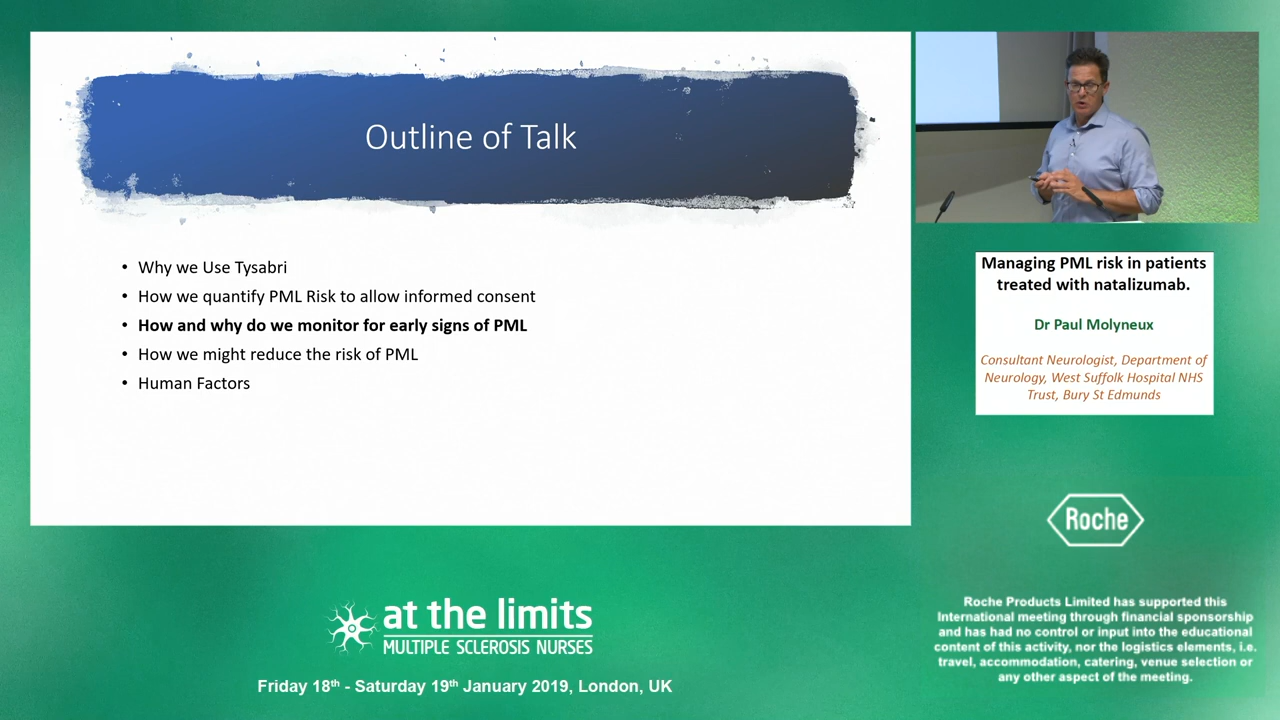 Outline of Talk
• Why we Use Tysabri
• How we quantify PML Risk to allow informed consent
• How and why do we monitor for early signs of PML
• How we might reduce the risk of PML
• Human Factors
Managing PML risk in patients
treated with natalizumab.
Dr Paul Molyneux
Consultant Neurologist, Department of
Neurology, West Suffolk Hospital NHS
Trust, Bury St Edmunds
Roche
Roche Products Limited has supported this
International meeting through financial sponsorship
and has had no control or input into the educational
content of this activity, nor the logistics elements, i.e.
travel, accommodation, catering, venue selection or
any other aspect of the meeting.
at the limits
MULTIPLE SCLEROSIS NURSES
Friday 18th - Saturday 19th January 2019, London, UK